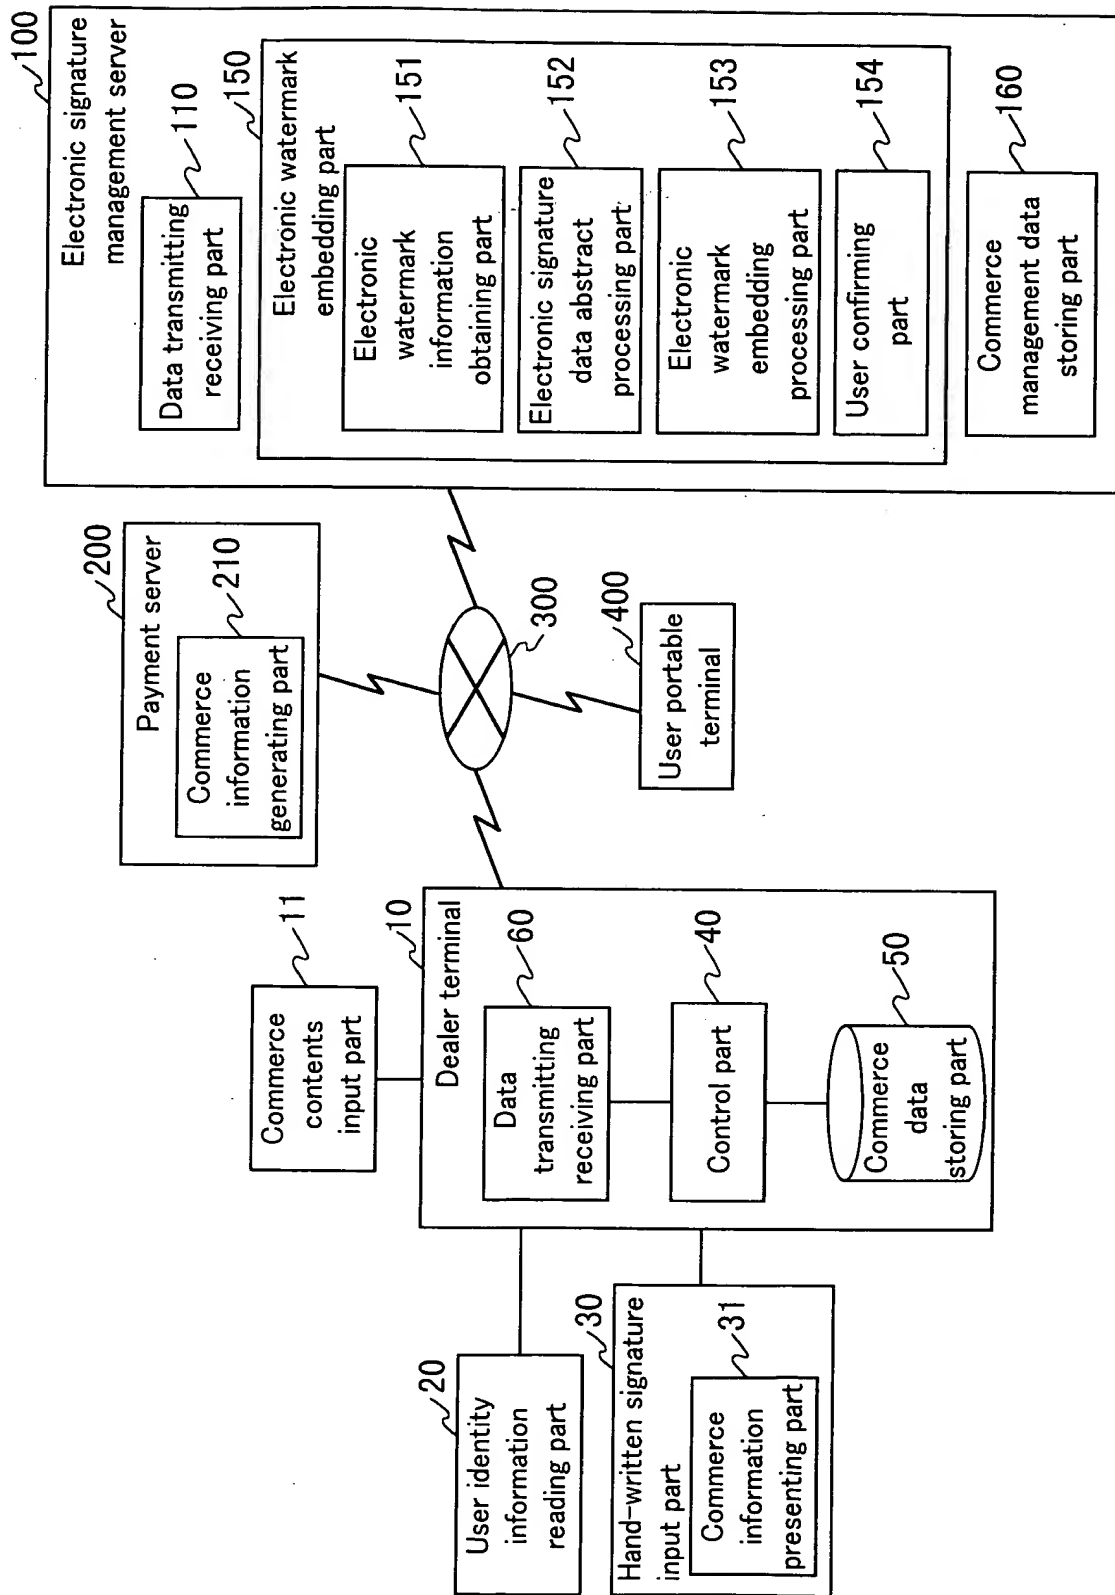 100
Electronic signature
management server
110
Data transmitting
receiving part
150
Electronic watermark
embedding part
151
Electronic
watermark
information
obtaining part
152
Electronic signature
data abstract
processing part
153
Electronic
watermark
embedding
processing part
154
User confirming
part
160
Commerce
management data
storing part
200
Payment server
210
Commerce
information
generating part
300
400
User portable
terminal
11
Commerce
contents
input part
10
Dealer terminal
60
Data
transmitting
receiving part
40
Control part
50
Commerce
data
storing part
20
User identity
information
reading part
30
Hand-written signature
input part
31
Commerce
information
presenting part